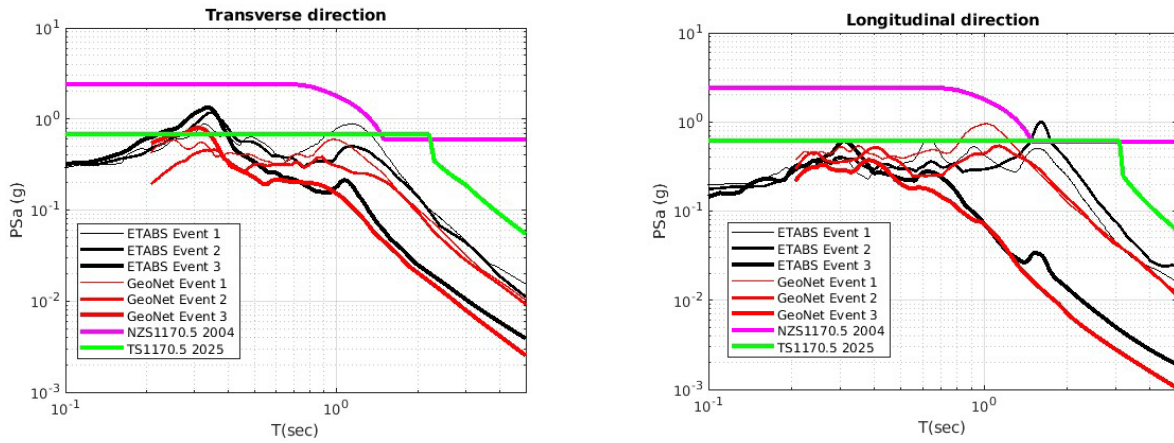 Transverse direction
10^1
10^0
10^-1
10^-2
10^-3
PSa (g)
ETABS Event 1
ETABS Event 2
ETABS Event 3
GeoNet Event 1
GeoNet Event 2
GeoNet Event 3
NZS1170.5 2004
TS1170.5 2025
10^-1
10^0
T(sec)
Longitudinal direction
10^1
10^0
10^-1
10^-2
10^-3
PSa (g)
ETABS Event 1
ETABS Event 2
ETABS Event 3
GeoNet Event 1
GeoNet Event 2
GeoNet Event 3
NZS1170.5 2004
TS1170.5 2025
10^-1
10^0
T(sec)